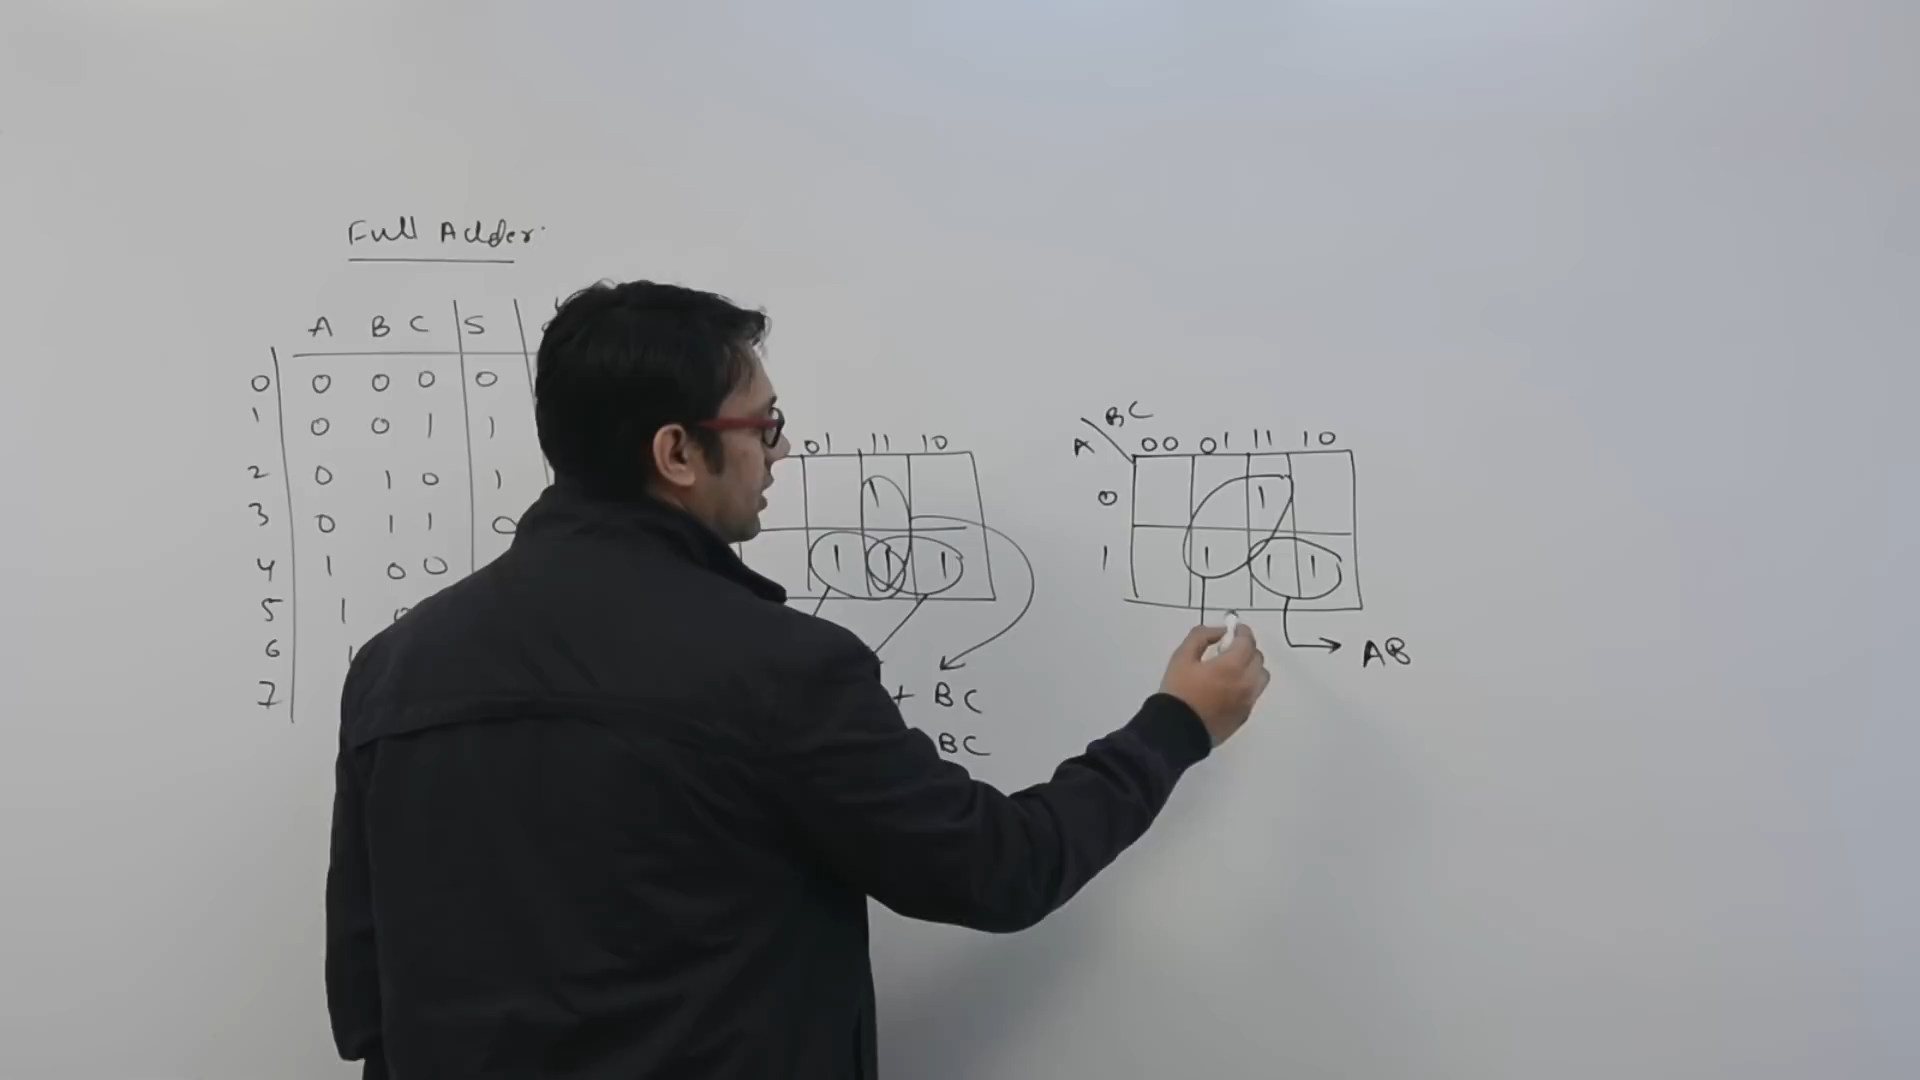 Full Adder
A B C S
0 0 0 0 0
1 0 0 1 1
2 0 1 0 1
3 0 1 1 0
4 1 0 0
5 1
6 1
7
01 11 10
1
1 1 1
+ BC
BC
BC
A 00 01 11 10
0 1
1 1 1 1
AB